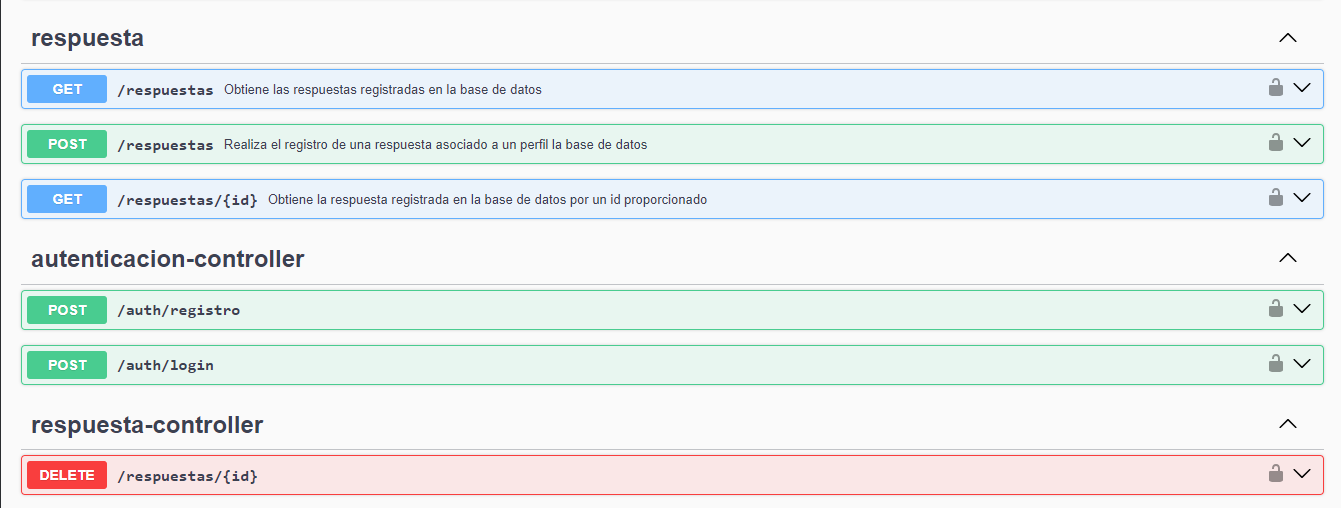 respuesta
GET /respuestas Obtiene las respuestas registradas en la base de datos
POST /respuestas Realiza el registro de una respuesta asociado a un perfil la base de datos
GET /respuestas/{id} Obtiene la respuesta registrada en la base de datos por un id proporcionado
autenticacion-controller
POST /auth/registro
POST /auth/login
respuesta-controller
DELETE /respuestas/{id}